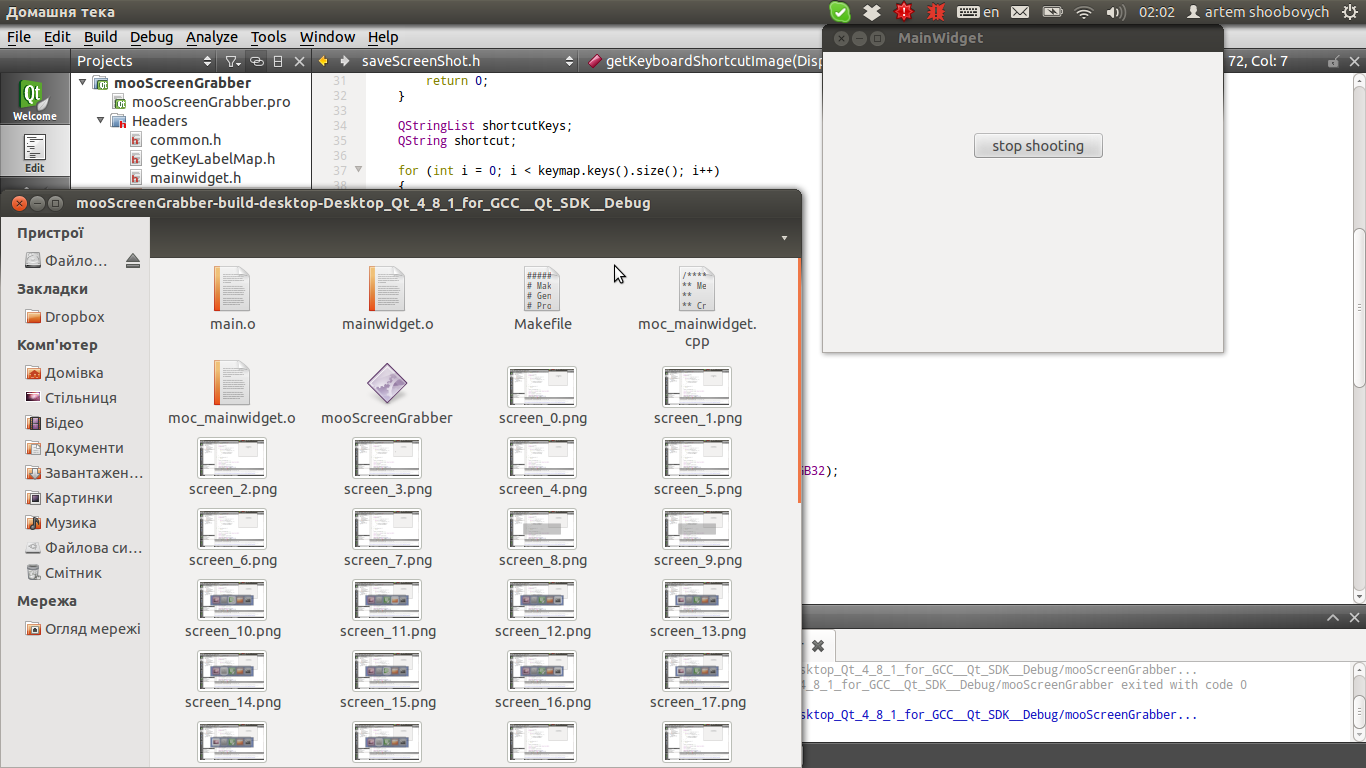 Домашня тека
en
02:02
artem shoobovych
File Edit Build Debug Analyze Tools Window Help
MainWidget
Projects
saveScreenShot.h
getKeyboardShortcutImage(Disp
72, Col: 7
Qt
Welcome
Edit
mooScreenGrabber
mooScreenGrabber.pro
Headers
common.h
getKeyLabelMap.h
mainwidget.h
31 return 0;
32 }
33
34 QStringList shortcutKeys;
35 QString shortcut;
36
37 for (int i = 0; i < keymap.keys().size(); i++)
38 {
stop shooting
mooScreenGrabber-build-desktop-Desktop_Qt_4_8_1_for_GCC__Qt_SDK__Debug
Пристрої
Файло…
Закладки
Dropbox
Комп'ютер
Домівка
Стільниця
Відео
Документи
Завантажен…
Картинки
Музика
Файлова си…
Смітник
Мережа
Огляд мережі
#####
# Mak
# Gen
# Pro
/****
** Me
**
** Cr
main.o
mainwidget.o
Makefile
moc_mainwidget.
cpp
moc_mainwidget.o
mooScreenGrabber
screen_0.png
screen_1.png
screen_2.png
screen_3.png
screen_4.png
screen_5.png
screen_6.png
screen_7.png
screen_8.png
screen_9.png
screen_10.png
screen_11.png
screen_12.png
screen_13.png
screen_14.png
screen_15.png
screen_16.png
screen_17.png
GB32);
sktop_Qt_4_8_1_for_GCC__Qt_SDK__Debug/mooScreenGrabber...
4_8_1_for_GCC__Qt_SDK__Debug/mooScreenGrabber exited with code 0
sktop_Qt_4_8_1_for_GCC__Qt_SDK__Debug/mooScreenGrabber...